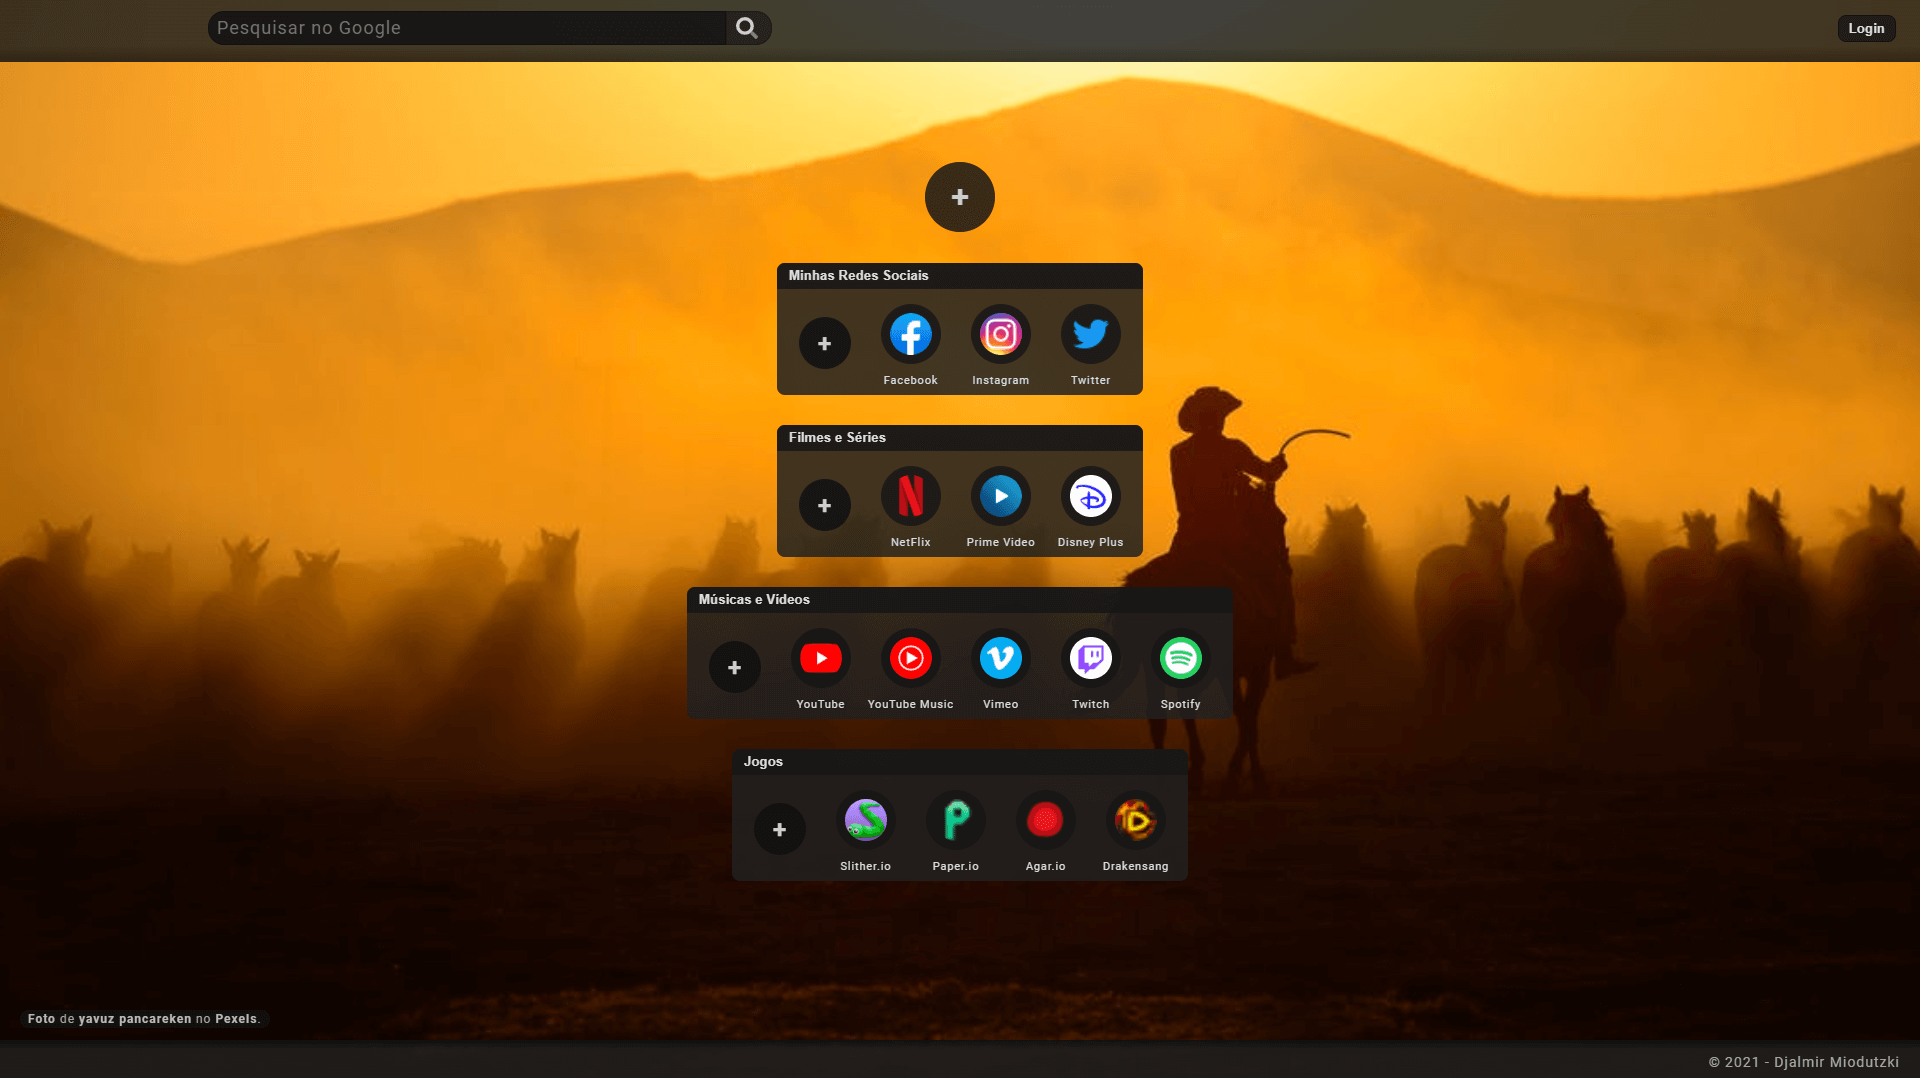 Pesquisar no Google
Login
Minhas Redes Sociais
Facebook
Instagram
Twitter
Filmes e Séries
NetFlix
Prime Video
Disney Plus
Músicas e Vídeos
YouTube
YouTube Music
Vimeo
Twitch
Spotify
Jogos
Slither.io
Paper.io
Agar.io
Drakensang
Foto de yavuz pancareken no Pexels.
© 2021 - Djalmir Miodutzki